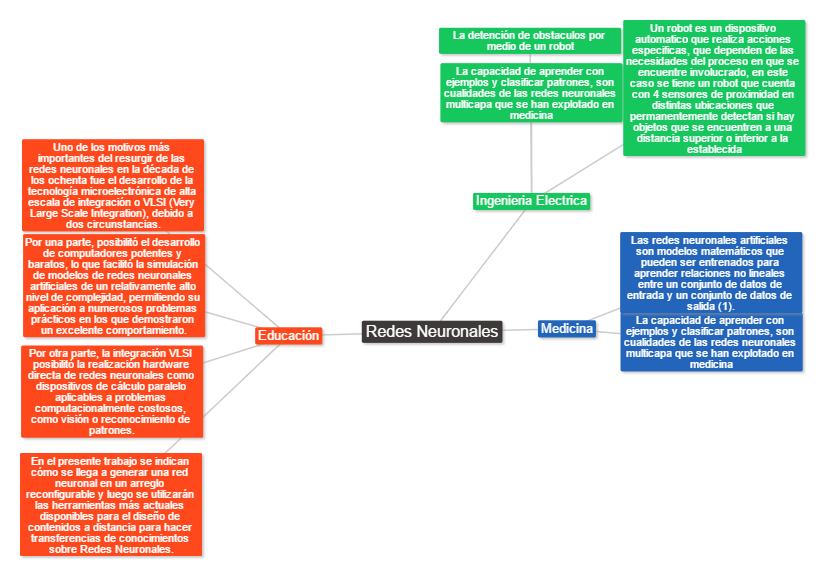 La detención de obstaculos por
medio de un robot
La capacidad de aprender con
ejemplos y clasificar patrones, son
cualidades de las redes neuronales
multicapa que se han explotado en
medicina
Un robot es un dispositivo
automatico que realiza acciones
especificas, que dependen de las
necesidades del proceso en que se
encuentre involucrado, en este
caso se tiene un robot que cuenta
con 4 sensores de proximidad en
distintas ubicaciones que
permanentemente detectan si hay
objetos que se encuentren a una
distancia superior o inferior a la
establecida
Ingenieria Electrica
Uno de los motivos más
importantes del resurgir de las
redes neuronales en la década de
los ochenta fue el desarrollo de la
tecnología microelectrónica de alta
escala de integración o VLSI (Very
Large Scale Integration), debido a
dos circunstancias.
Por una parte, posibilitó el desarrollo
de computadores potentes y
baratos, lo que facilitó la simulación
de modelos de redes neuronales
artificiales de un relativamente alto
nivel de complejidad, permiliendo su
aplicación a numerosos problemas
prácticos en los que demostraron
un excelente comportamiento.
Por otra parte, la integración VLSI
posibilitó la realización hardware
directa de redes neuronales como
dispositivos de cálculo paralelo
aplicables a problemas
computacionalmente costosos,
como visión o reconocimiento de
patrones.
En el presente trabajo se indican
cómo se llega a generar una red
neuronal en un arreglo
reconfigurable y luego se utilizarán
las herramientas más actuales
disponibles para el diseño de
contenidos a distancia para hacer
transferencias de conocimientos
sobre Redes Neuronales.
Educación
Redes Neuronales
Medicina
Las redes neuronales artificiales
son modelos matemáticos que
pueden ser entrenados para
aprender relaciones no lineales
entre un conjunto de datos de
entrada y un conjunto de datos de
salida (1).
La capacidad de aprender con
ejemplos y clasificar patrones, son
cualidades de las redes neuronales
multicapa que se han explotado en
medicina